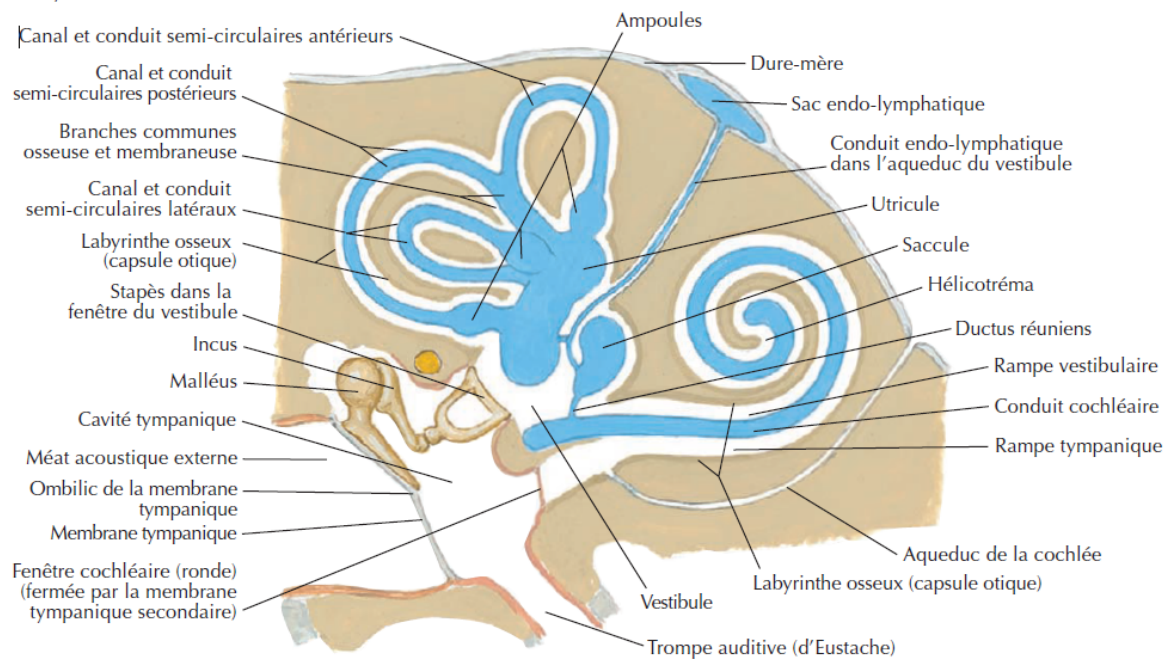 Canal et conduit semi-circulaires antérieurs
Canal et conduit
semi-circulaires postérieurs
Branches communes
osseuse et membraneuse
Canal et conduit
semi-circulaires latéraux
Labyrinthe osseux
(capsule otique)
Stapès dans la
fenêtre du vestibule
Incus
Malléus
Cavité tympanique
Méat acoustique externe
Ombilic de la membrane
tympanique
Membrane tympanique
Fenêtre cochléaire (ronde)
(fermée par la membrane
tympanique secondaire)
Ampoules
Dure-mère
Sac endo-lymphatique
Conduit endo-lymphatique
dans l'aqueduc du vestibule
Utricule
Saccule
Hélicotréma
Ductus réuniens
Rampe vestibulaire
Conduit cochléaire
Rampe tympanique
Aqueduc de la cochlée
Labyrinthe osseux (capsule otique)
Vestibule
Trompe auditive (d'Eustache)